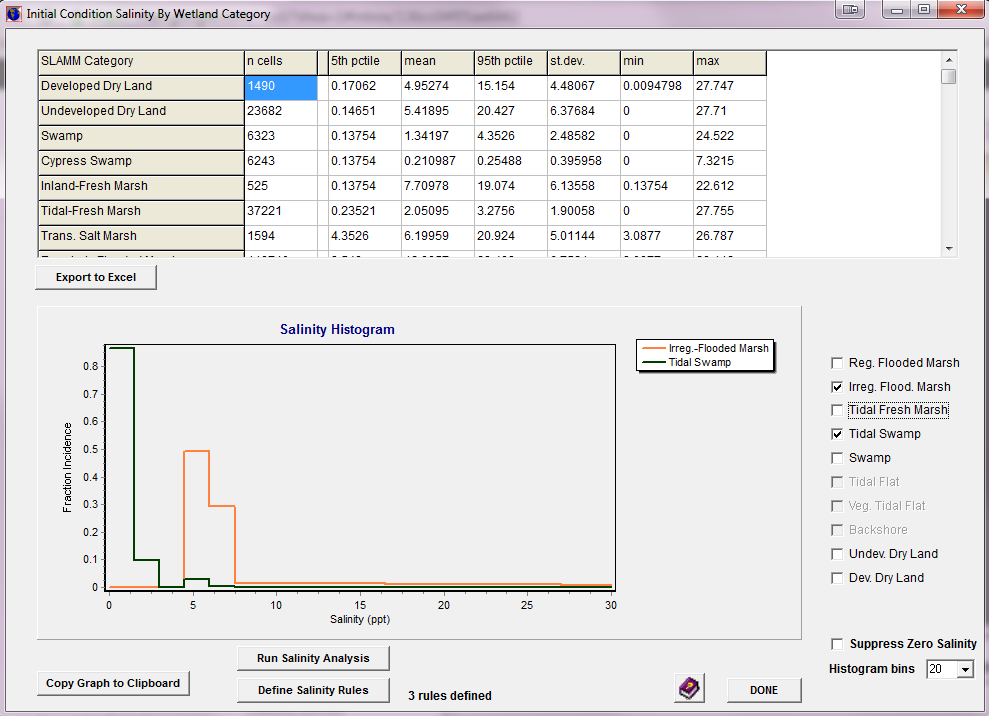 Initial Condition Salinity By Wetland Category
SLAMM Category n cells 5th pctile mean 95th pctile st.dev. min max
Developed Dry Land 1490 0.17062 4.95274 15.154 4.48067 0.0094798 27.747
Undeveloped Dry Land 23682 0.14651 5.41895 20.427 6.37684 0 27.71
Swamp 6323 0.13754 1.34197 4.3526 2.48582 0 24.522
Cypress Swamp 6243 0.13754 0.210987 0.25488 0.395958 0 7.3215
Inland-Fresh Marsh 525 0.13754 7.70978 19.074 6.13558 0.13754 22.612
Tidal-Fresh Marsh 37221 0.23521 2.05095 3.2756 1.90058 0 27.755
Trans. Salt Marsh 1594 4.3526 6.19959 20.924 5.01144 3.0877 26.787
Export to Excel
Salinity Histogram
Irreg.-Flooded Marsh
Tidal Swamp
Fraction Incidence
0.8
0.7
0.6
0.5
0.4
0.3
0.2
0.1
0
0 5 10 15 20 25 30
Salinity (ppt)
Reg. Flooded Marsh
Irreg. Flood. Marsh
Tidal Fresh Marsh
Tidal Swamp
Swamp
Tidal Flat
Veg. Tidal Flat
Backshore
Undev. Dry Land
Dev. Dry Land
Suppress Zero Salinity
Histogram bins 20
Run Salinity Analysis
Copy Graph to Clipboard
Define Salinity Rules
3 rules defined
DONE